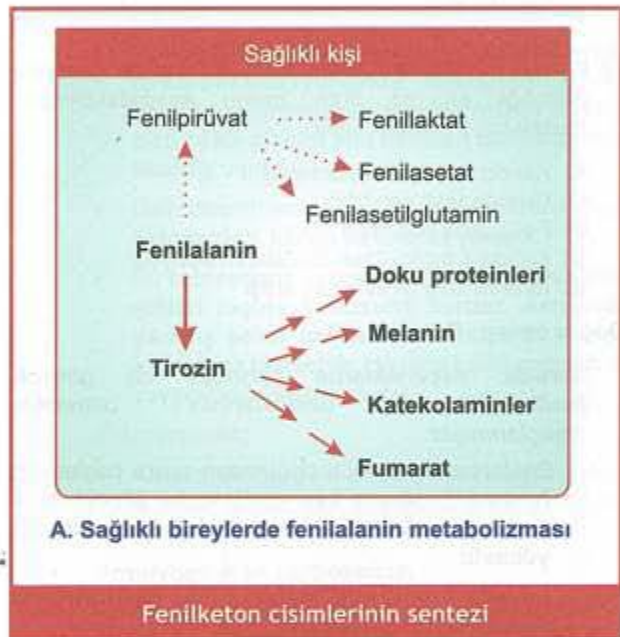 Sağlıklı kişi
Fenilpirüvat
Fenillaktat
Fenilasetat
Fenilasetilglutamin
Fenilalanin
Doku proteinleri
Melanin
Tirozin
Katekolaminler
Fumarat
A. Sağlıklı bireylerde fenilalanin metabolizması
Fenilketon cisimlerinin sentezi